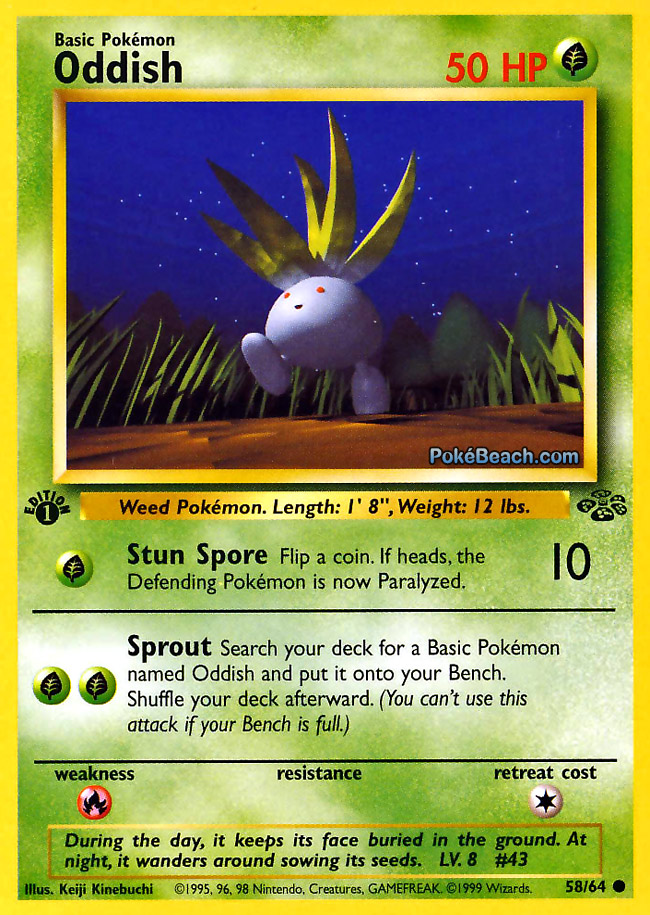 Basic Pokémon
Oddish
50 HP
PokéBeach.com
EDITION
1
Weed Pokémon. Length: 1' 8", Weight: 12 lbs.
Stun Spore Flip a coin. If heads, the
Defending Pokémon is now Paralyzed.
10
Sprout Search your deck for a Basic Pokémon
named Oddish and put it onto your Bench.
Shuffle your deck afterward. (You can't use this
attack if your Bench is full.)
weakness resistance retreat cost
During the day, it keeps its face buried in the ground. At
night, it wanders around sowing its seeds. LV. 8 #43
Illus. Keiji Kinebuchi ©1995, 96, 98 Nintendo, Creatures, GAMEFREAK. ©1999 Wizards. 58/64